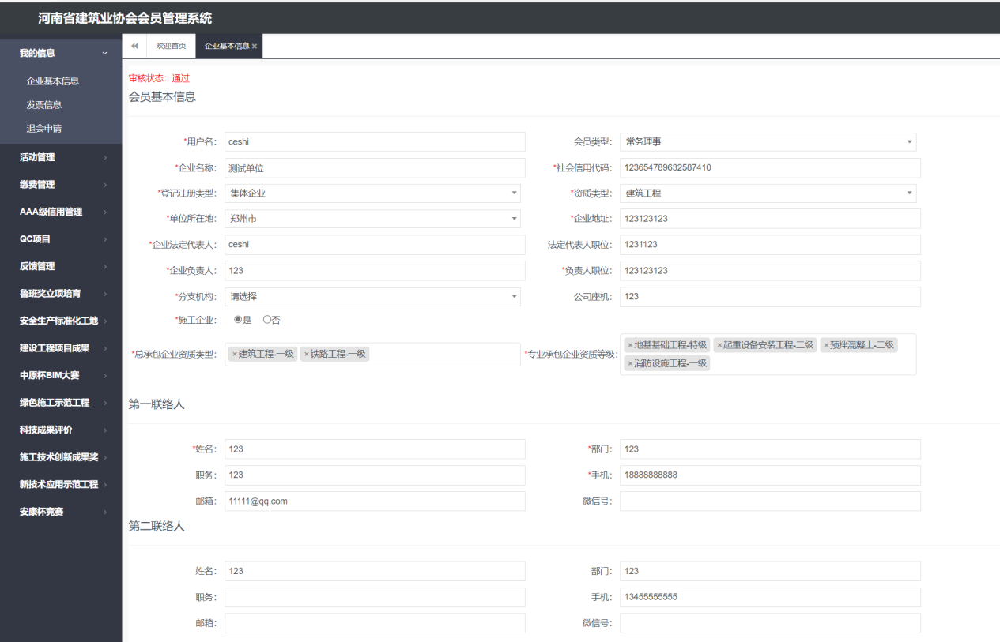 河南省建筑业协会会员管理系统
欢迎首页 企业基本信息 ×
我的信息
企业基本信息
发票信息
退会申请
活动管理
缴费管理
AAA级信用管理
QC项目
反馈管理
鲁班奖立项培育
安全生产标准化工地
建设工程项目成果
中原杯BIM大赛
绿色施工示范工程
科技成果评价
施工技术创新成果奖
新技术应用示范工程
安康杯竞赛
审核状态：通过
会员基本信息
*用户名： ceshi 会员类型： 常务理事
*企业名称： 测试单位 *社会信用代码： 123654789632587410
*登记注册类型： 集体企业 *资质类型： 建筑工程
*单位所在地： 郑州市 *企业地址： 123123123
*企业法定代表人： ceshi 法定代表人职位： 1231123
*企业负责人： 123 *负责人职位： 123123123
*分支机构： 请选择 公司座机： 123
*施工企业： 是 否
*总承包企业资质类型： ×建筑工程-一级 ×铁路工程-一级 *专业承包企业资质等级： ×地基基础工程-特级 ×起重设备安装工程-二级 ×预拌混凝土-二级
×消防设施工程-一级
第一联络人
*姓名： 123 *部门： 123
职务： 123 *手机： 18888888888
邮箱： 11111@qq.com 微信号：
第二联络人
姓名： 123 部门： 123
职务： 手机： 13455555555
邮箱： 微信号：